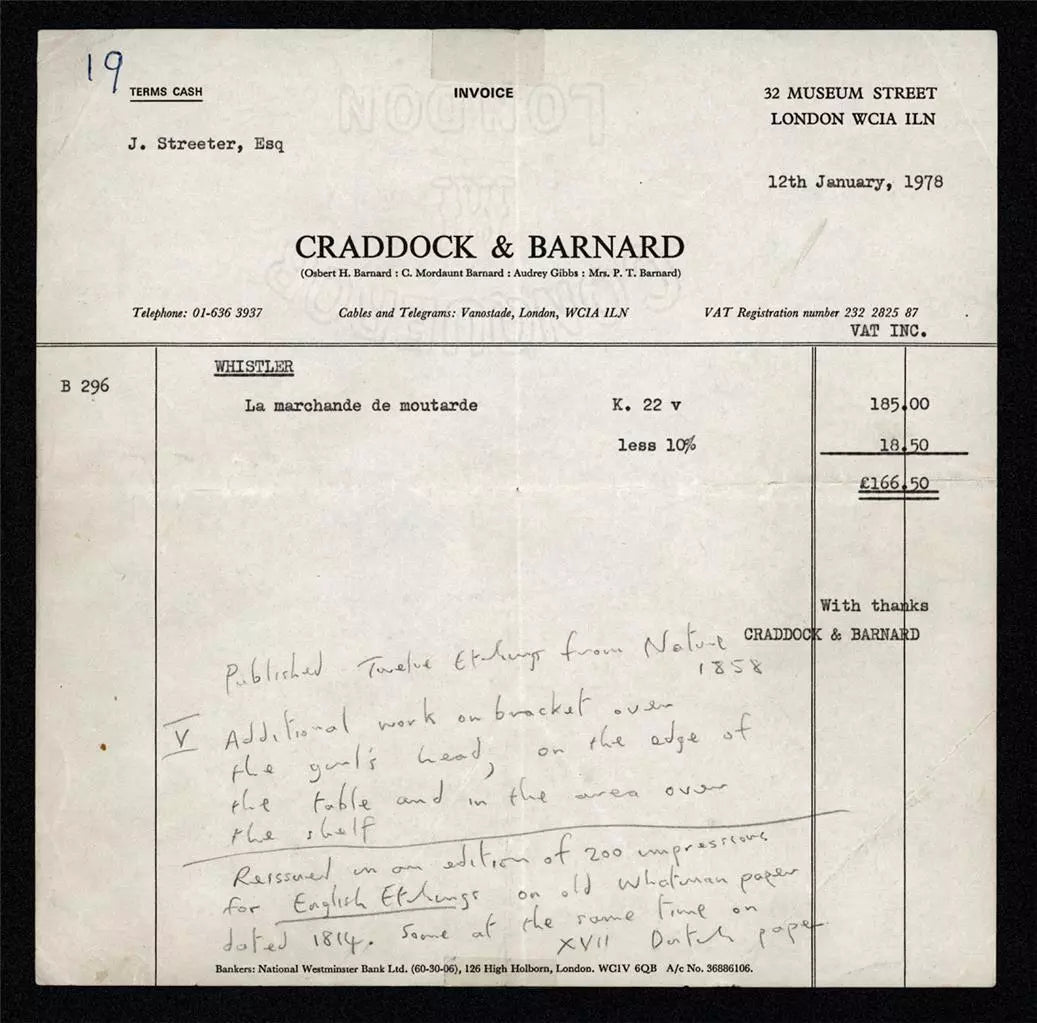 19
TERMS CASH
INVOICE
32 MUSEUM STREET
LONDON WC1A 1LN
J. Streeter, Esq
12th January, 1978
CRADDOCK & BARNARD
(Osbert H. Barnard : C. Mordaunt Barnard : Audrey Gibbs : Mrs. P. T. Barnard)
Telephone: 01-636 3937 Cables and Telegrams: Vanostade, London, WC1A 1LN VAT Registration number 232 2825 87
VAT INC.
WHISTLER
B 296
La marchande de moutarde K. 22 v 185.00
less 10% 18.50
£166.50
With thanks
CRADDOCK & BARNARD
Published Twelve Etchings from Nature
1858
V Additional work on bracket over
the girl's head, on the edge of
the table and in the area over
the shelf
Reissued in an edition of 200 impressions
for English Etchings on old Whatman paper
dated 1814. Some at the same time on
XVII Dutch paper
Bankers: National Westminster Bank Ltd. (60-30-06), 126 High Holborn, London. WC1V 6QB A/c No. 36886106.